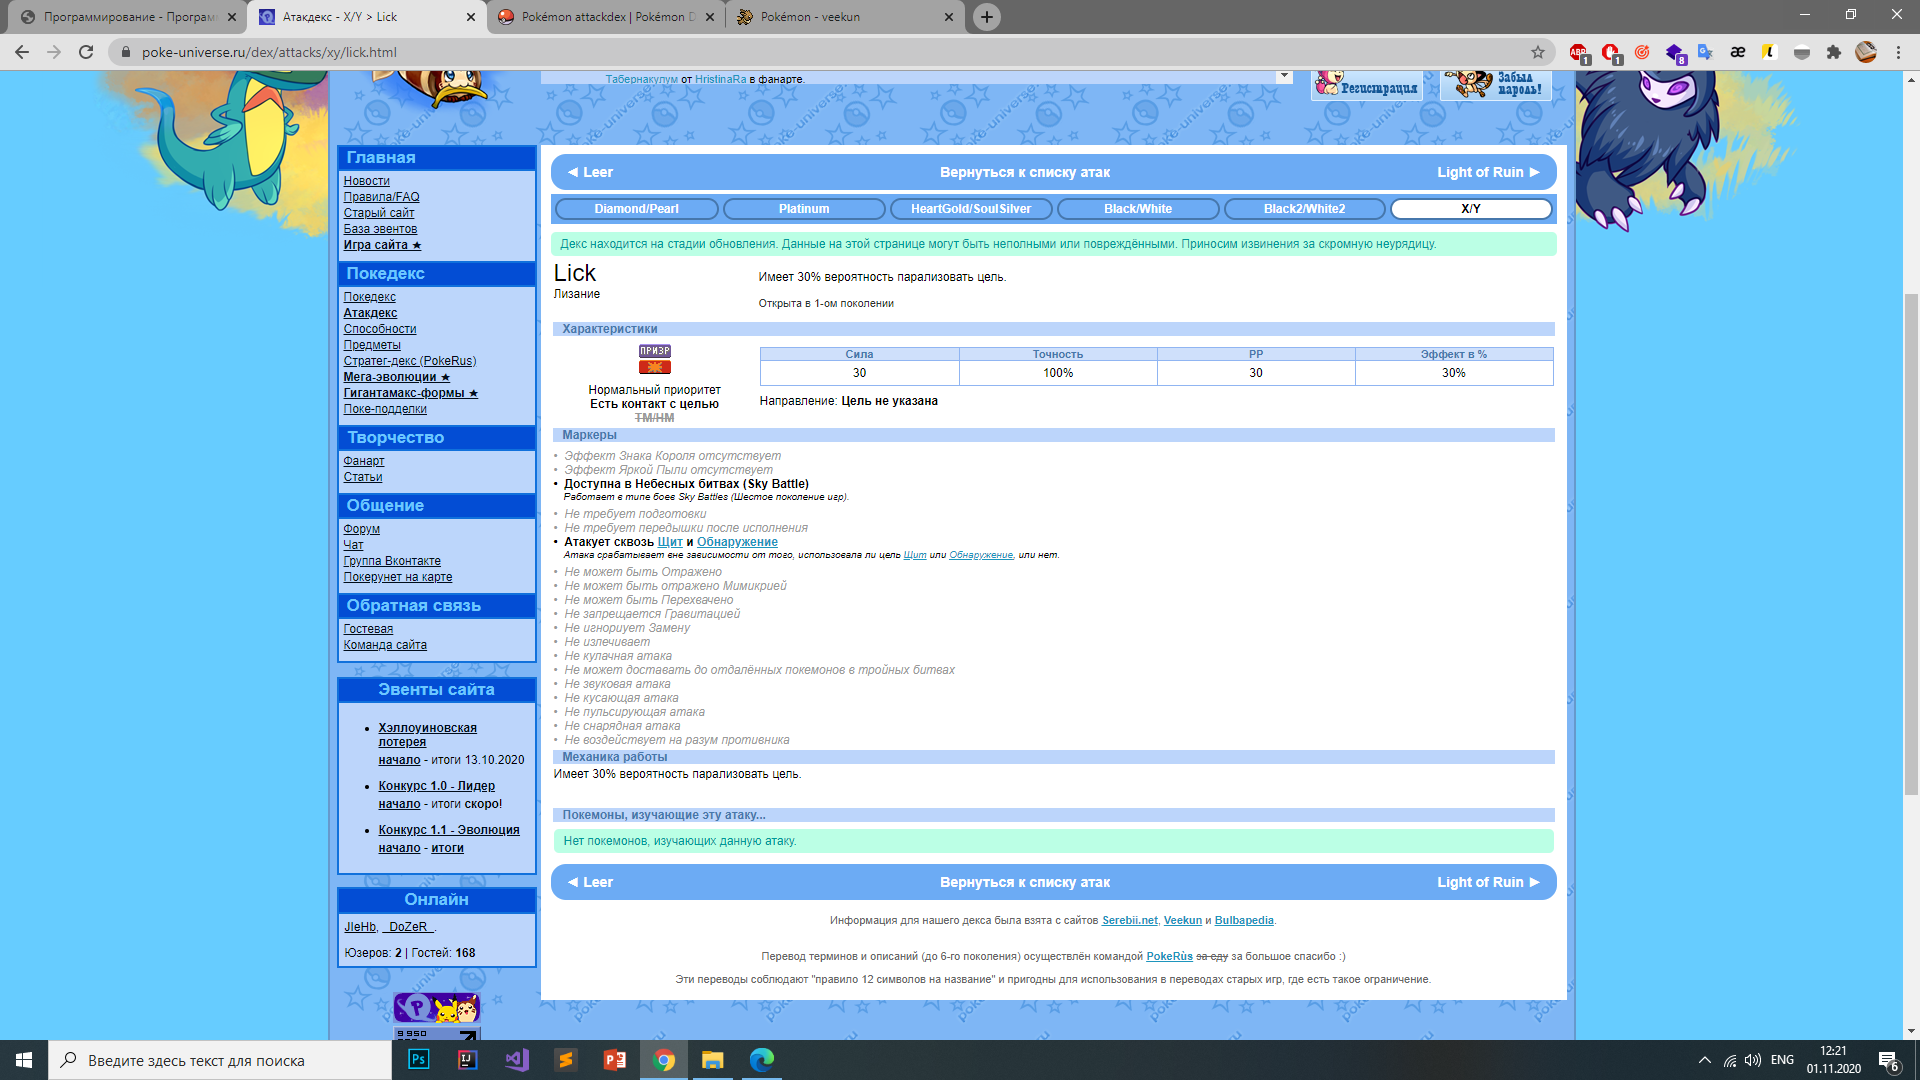 Программирование - Програм
Атакдекс - X/Y > Lick
Pokémon attackdex | Pokémon D
Pokémon - veekun
poke-universe.ru/dex/attacks/xy/lick.html
Табернакулум от HristinaRa в фанарте.
Регистрация
Забыл пароль!
Главная
Новости
Правила/FAQ
Старый сайт
База эвентов
Игра сайта ★
Покедекс
Покедекс
Атакдекс
Способности
Предметы
Стратег-декс (PokeRus)
Мега-эволюции ★
Гигантамакс-формы ★
Поке-подделки
Творчество
Фанарт
Статьи
Общение
Форум
Чат
Группа Вконтакте
Покерунет на карте
Обратная связь
Гостевая
Команда сайта
Эвенты сайта
• Хэллоуиновская
лотерея
начало - итоги 13.10.2020
• Конкурс 1.0 - Лидер
начало - итоги скоро!
• Конкурс 1.1 - Эволюция
начало - итоги
Онлайн
JleHb, _DoZeR_.
Юзеров: 2 | Гостей: 168
◄ Leer
Вернуться к списку атак
Light of Ruin ►
Diamond/Pearl
Platinum
HeartGold/SoulSilver
Black/White
Black2/White2
X/Y
Декс находится на стадии обновления. Данные на этой странице могут быть неполными или повреждёнными. Приносим извинения за скромную неурядицу.
Lick
Лизание
Имеет 30% вероятность парализовать цель.
Открыта в 1-ом поколении
Характеристики
ПРИЗР
Нормальный приоритет
Есть контакт с целью
TM/HM
Сила Точность PP Эффект в %
30 100% 30 30%
Направление: Цель не указана
Маркеры
• Эффект Знака Короля отсутствует
• Эффект Яркой Пыли отсутствует
• Доступна в Небесных битвах (Sky Battle)
Работает в типе боев Sky Battles (Шестое поколение игр).
• Не требует подготовки
• Не требует передышки после исполнения
• Атакует сквозь Щит и Обнаружение
Атака срабатывает вне зависимости от того, использовала ли цель Щит или Обнаружение, или нет.
• Не может быть Отражено
• Не может быть отражено Мимикрией
• Не может быть Перехвачено
• Не запрещается Гравитацией
• Не игнориует Замену
• Не излечивает
• Не кулачная атака
• Не может доставать до отдалённых покемонов в тройных битвах
• Не звуковая атака
• Не кусающая атака
• Не пульсирующая атака
• Не снарядная атака
• Не воздействует на разум противника
Механика работы
Имеет 30% вероятность парализовать цель.
Покемоны, изучающие эту атаку...
Нет покемонов, изучающих данную атаку.
◄ Leer
Вернуться к списку атак
Light of Ruin ►
Информация для нашего декса была взята с сайтов Serebii.net, Veekun и Bulbapedia.
Перевод терминов и описаний (до 6-го поколения) осуществлён командой PokeRus за еду за большое спасибо :)
Эти переводы соблюдают "правило 12 символов на название" и пригодны для использования в переводах старых игр, где есть такое ограничение.
9 950
Введите здесь текст для поиска
ENG
12:21
01.11.2020
6